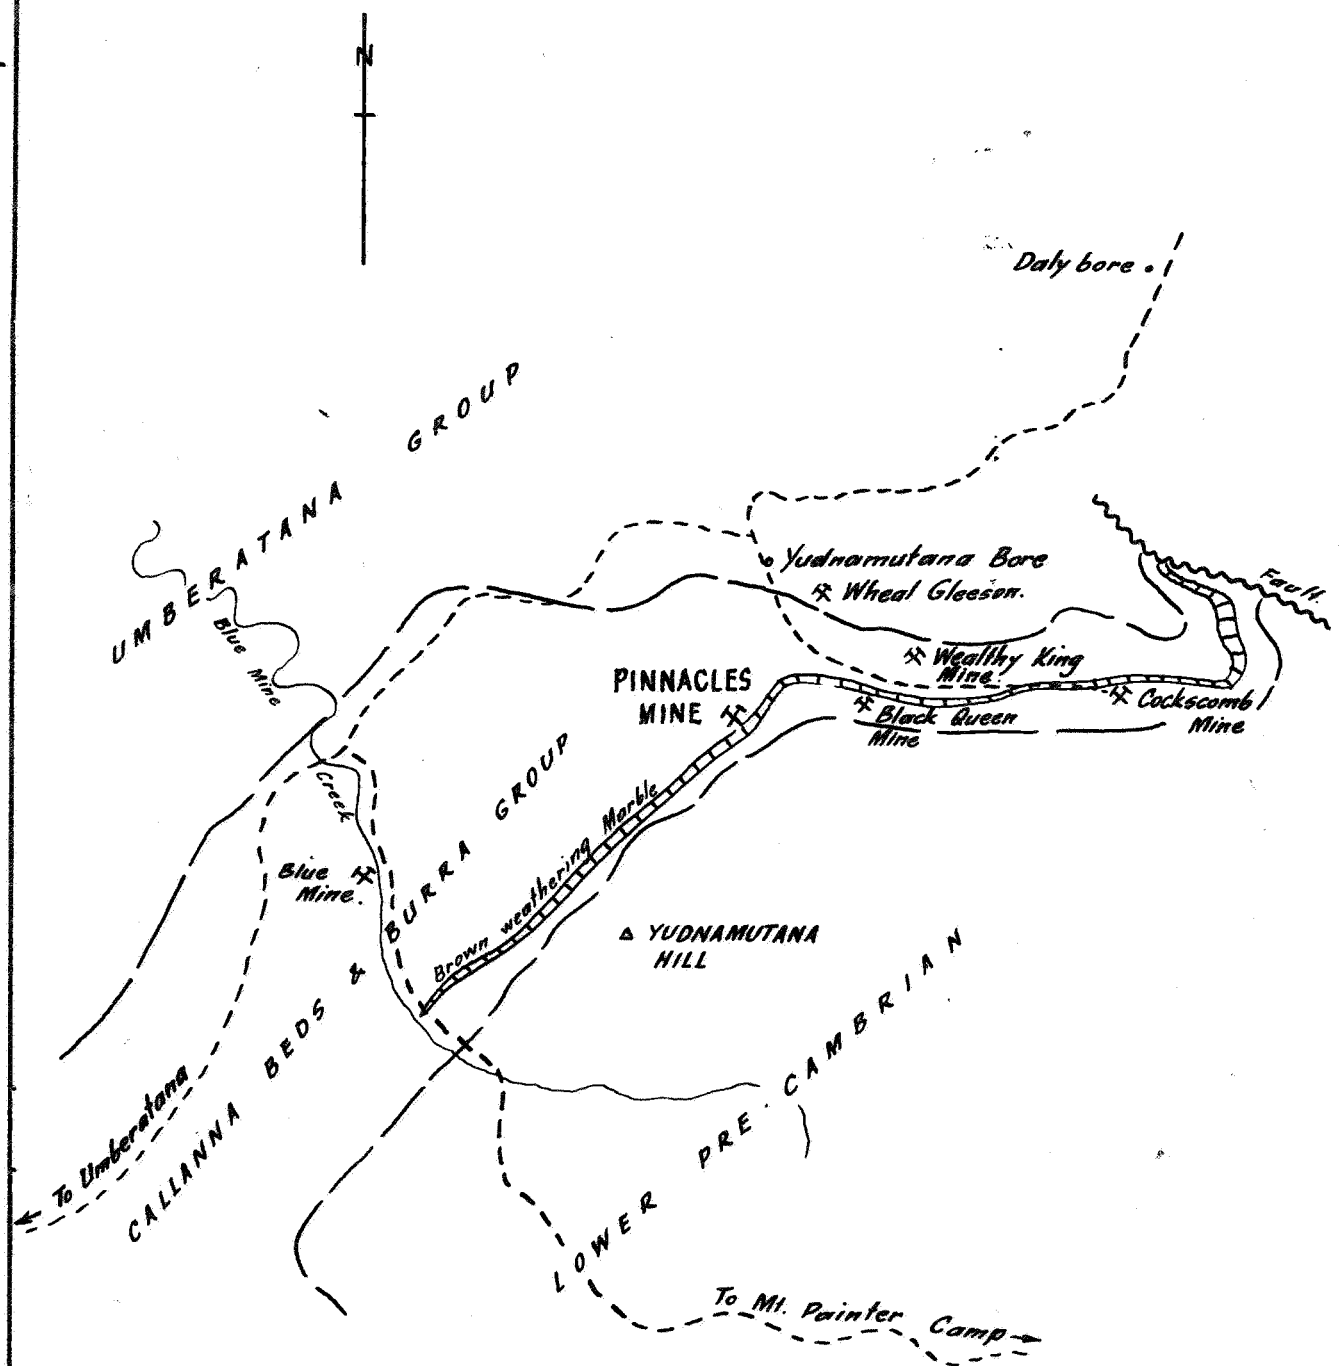 N
Daly bore
UMBERATANA GROUP
Yudnamutana Bore
Wheal Gleeson.
Fault.
Blue Mine
Creek
Wealthy King
Mine.
PINNACLES
MINE
Cockscomb
Mine
Black Queen
Mine
Brown weathering Marble
Blue
Mine.
CALLANNA BEDS & BURRA GROUP
YUDNAMUTANA
HILL
LOWER PRE-CAMBRIAN
To Umberatana
To Mt. Painter Camp